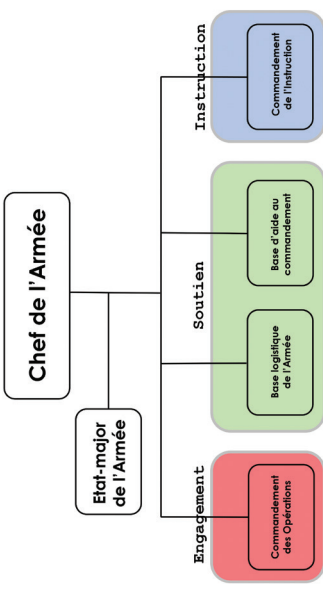 Chef de l'Armée
Etat-major
de l'Armée
Engagement
Soutien
Instruction
Commandement
des Opérations
Base logistique
de l'Armée
Base d'aide au
commandement
Commandement
de l'Instruction